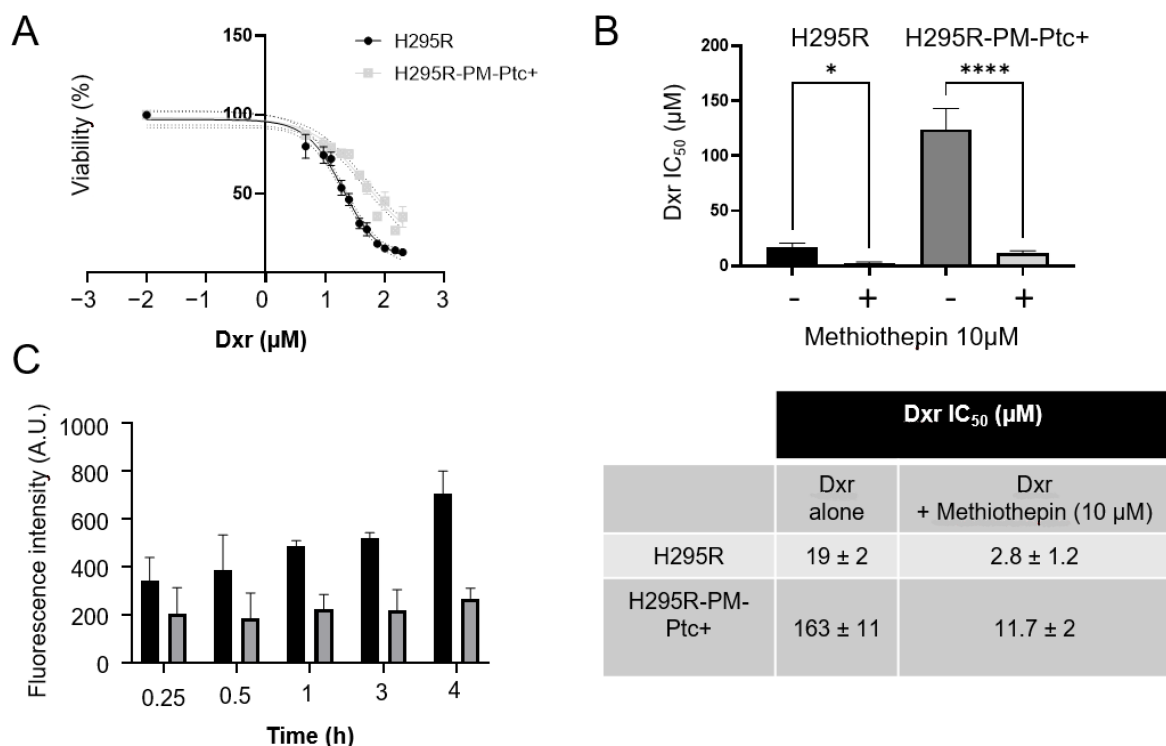 A
H295R
H295R-PM-Ptc+
Viability (%)
150
100
50
−3 −2 −1 0 1 2 3
Dxr (µM)
B
H295R H295R-PM-Ptc+
* ****
Dxr IC50 (µM)
200
150
100
50
0
- + - +
Methiothepin 10µM
C
Fluorescence intensity (A.U.)
1000
800
600
400
200
0
0.25 0.5 1 3 4
Time (h)
Dxr IC50 (µM)
Dxr
alone
Dxr
+ Methiothepin (10 µM)
H295R 19 ± 2 2.8 ± 1.2
H295R-PM-
Ptc+ 163 ± 11 11.7 ± 2